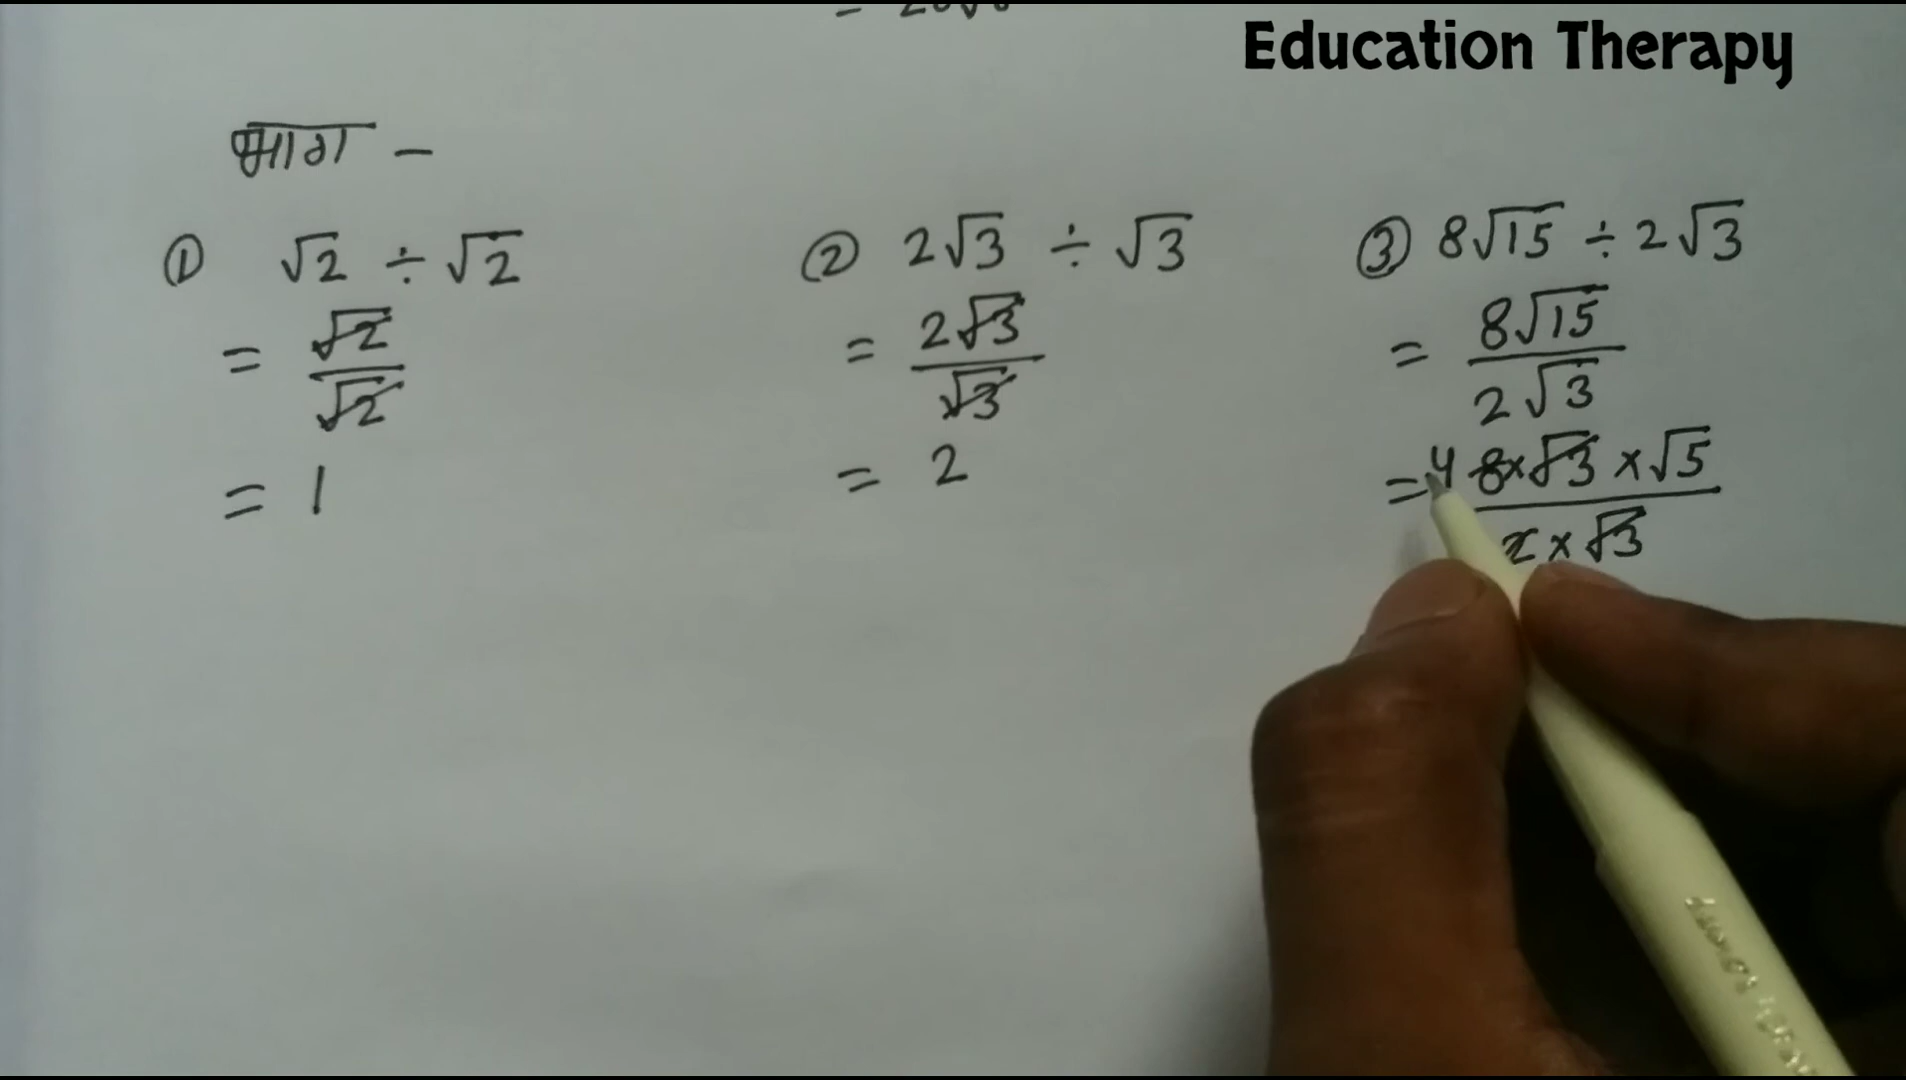 Education Therapy
भाग -
① √2 ÷ √2
= √2 / √2
= 1
② 2√3 ÷ √3
= 2√3 / √3
= 2
③ 8√15 ÷ 2√3
= 8√15 / 2√3
= 4 8×√3 ×√5 / 2×√3